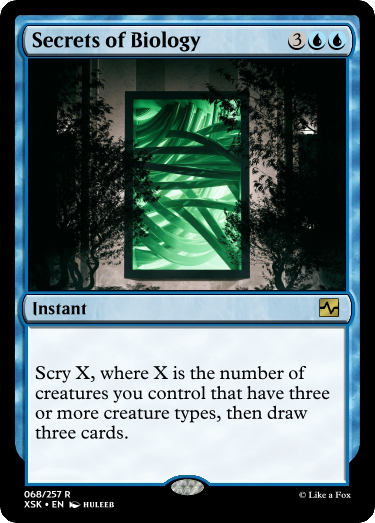 Secrets of Biology 3
Instant
Scry X, where X is the number of
creatures you control that have three
or more creature types, then draw
three cards.
068/257 R
XSK • EN HULEEB
© Like a Fox